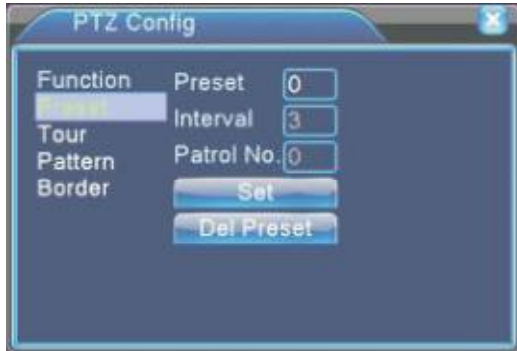 PTZ Config
Function
Preset
Tour
Pattern
Border
Preset 0
Interval 3
Patrol No. 0
Set
Del Preset